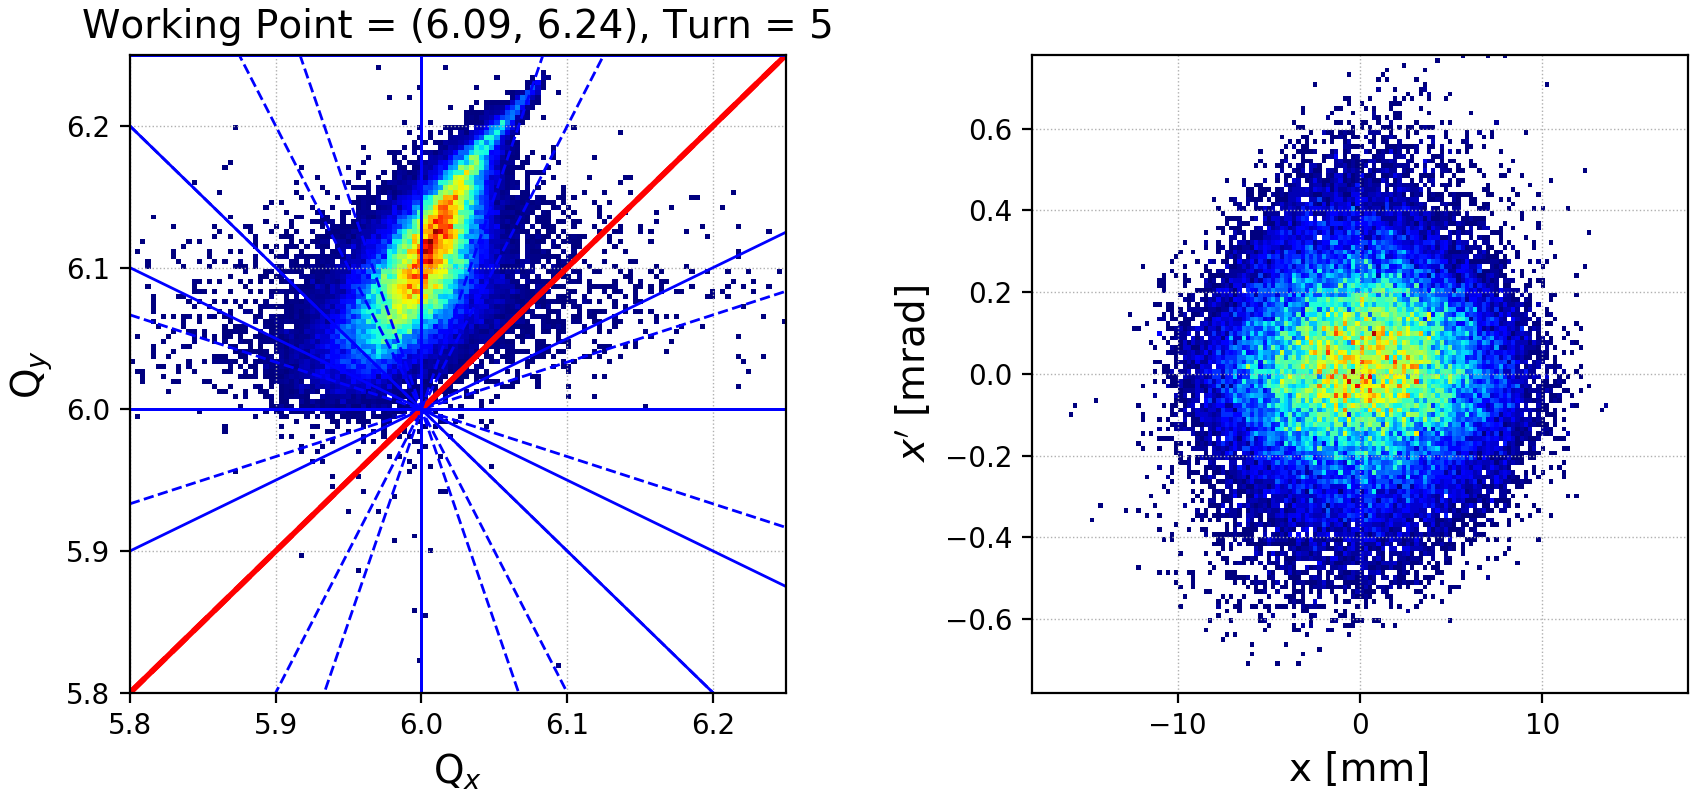 Working Point = (6.09, 6.24), Turn = 5
6.2
6.1
6.0
5.9
5.8
Q_y
5.8 5.9 6.0 6.1 6.2
Q_x
0.6
0.4
0.2
0.0
−0.2
−0.4
−0.6
x′ [mrad]
−10 0 10
x [mm]